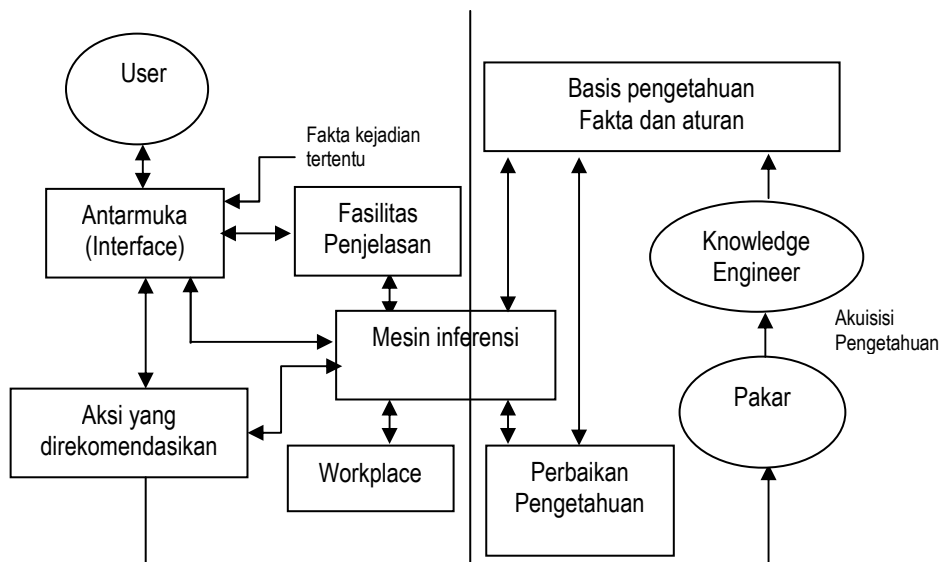 User
Fakta kejadian
tertentu
Antarmuka
(Interface)
Fasilitas
Penjelasan
Mesin inferensi
Aksi yang
direkomendasikan
Workplace
Basis pengetahuan
Fakta dan aturan
Knowledge
Engineer
Akuisisi
Pengetahuan
Pakar
Perbaikan
Pengetahuan